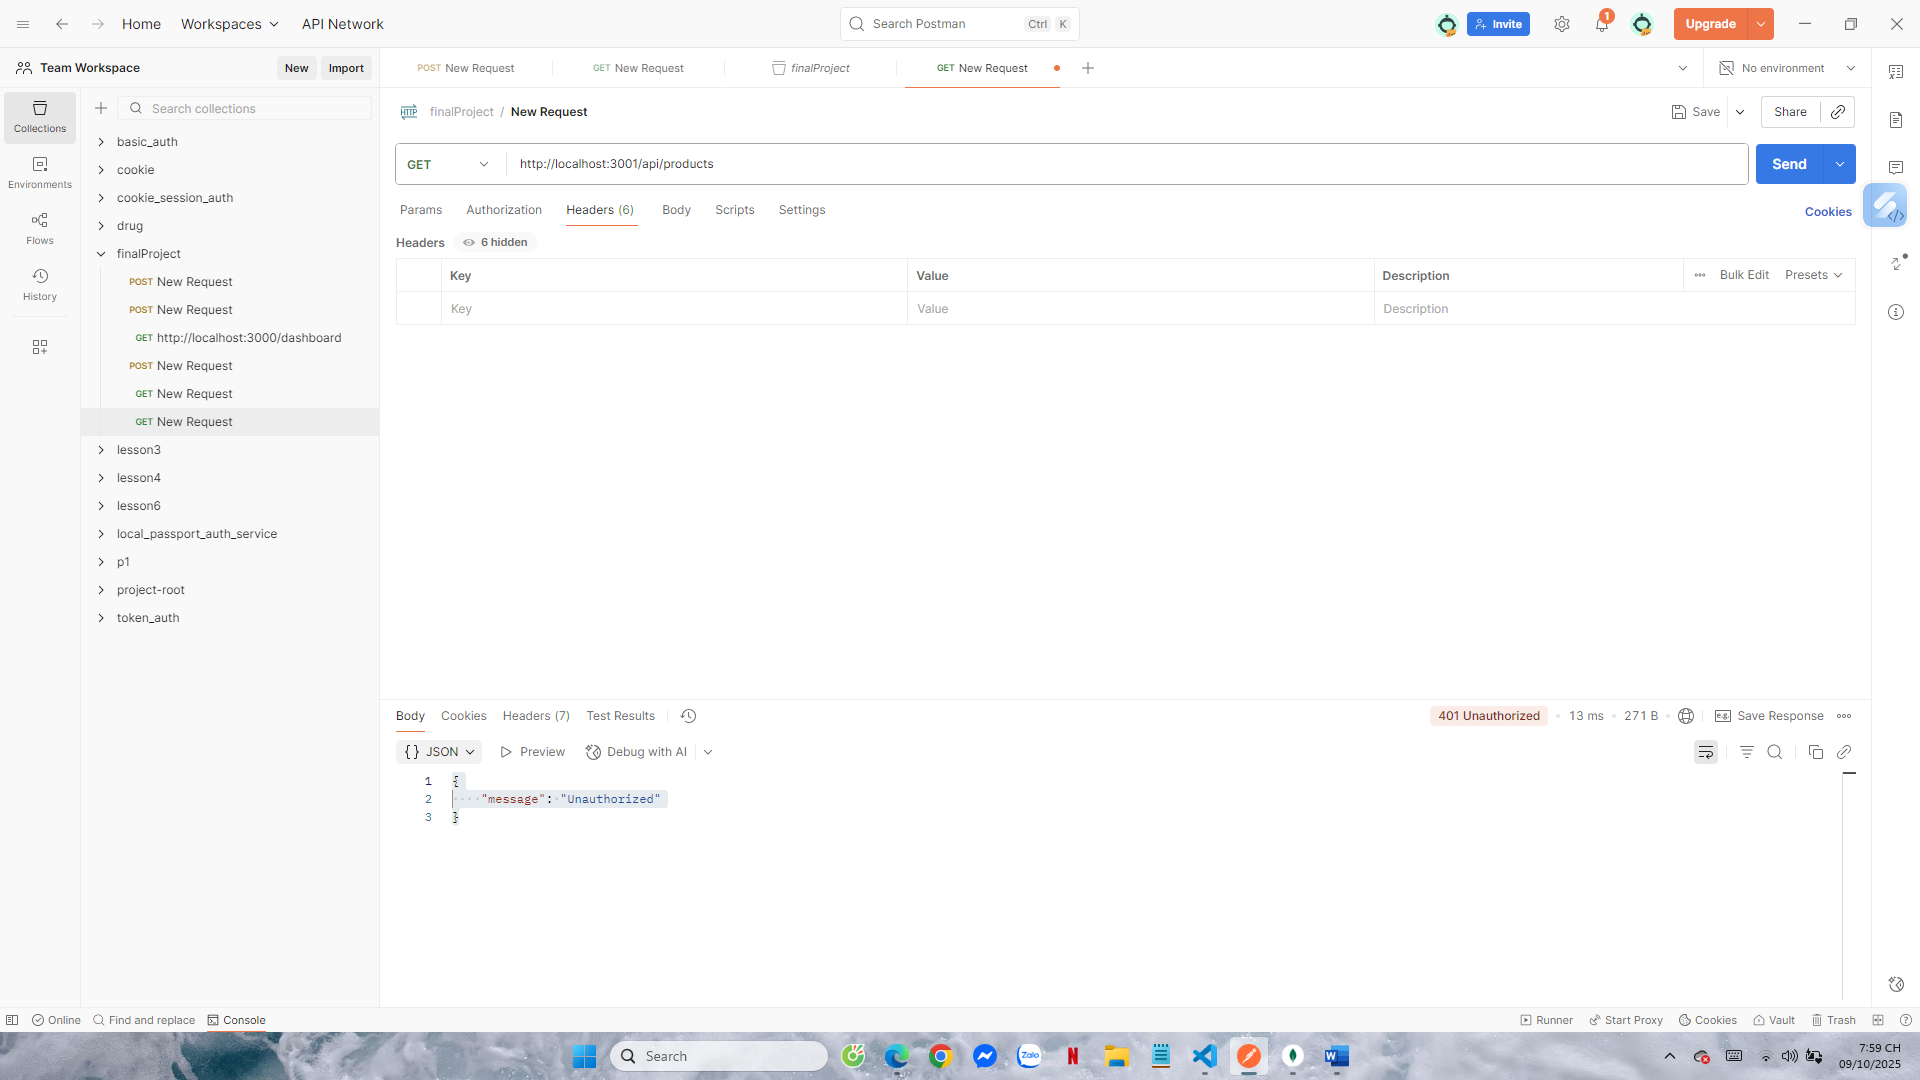 Home
Workspaces
API Network
Search Postman
Ctrl
K
Invite
1
Upgrade
Team Workspace
New
Import
POST New Request
GET New Request
finalProject
GET New Request
No environment
Collections
Environments
Flows
History
Search collections
basic_auth
cookie
cookie_session_auth
drug
finalProject
POST New Request
POST New Request
GET http://localhost:3000/dashboard
POST New Request
GET New Request
GET New Request
lesson3
lesson4
lesson6
local_passport_auth_service
p1
project-root
token_auth
HTTP
finalProject / New Request
Save
Share
GET
http://localhost:3001/api/products
Send
Params
Authorization
Headers (6)
Body
Scripts
Settings
Cookies
Headers
6 hidden
Key
Value
Description
Bulk Edit
Presets
Key
Value
Description
Body
Cookies
Headers (7)
Test Results
401 Unauthorized
13 ms
271 B
e.g.
Save Response
{} JSON
Preview
Debug with AI
1 {
2 "message": "Unauthorized"
3 }
Online
Find and replace
Console
Runner
Start Proxy
Cookies
Vault
Trash
Search
Zalo
N
W
7:59 CH
09/10/2025